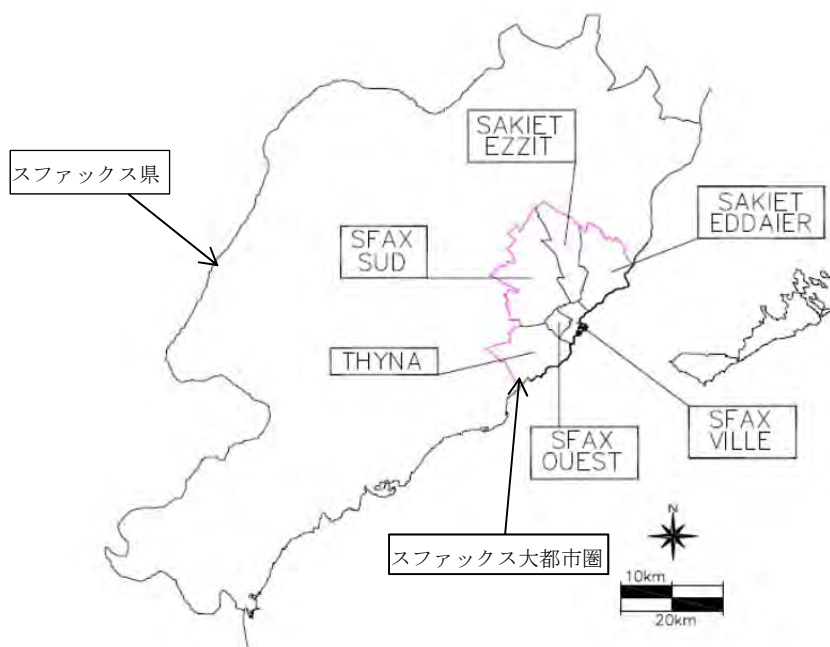 SAKIET
EZZIT
スファックス県
SAKIET
EDDAIER
SFAX
SUD
THYNA
SFAX
VILLE
SFAX
OUEST
N
スファックス大都市圏
10km
20km